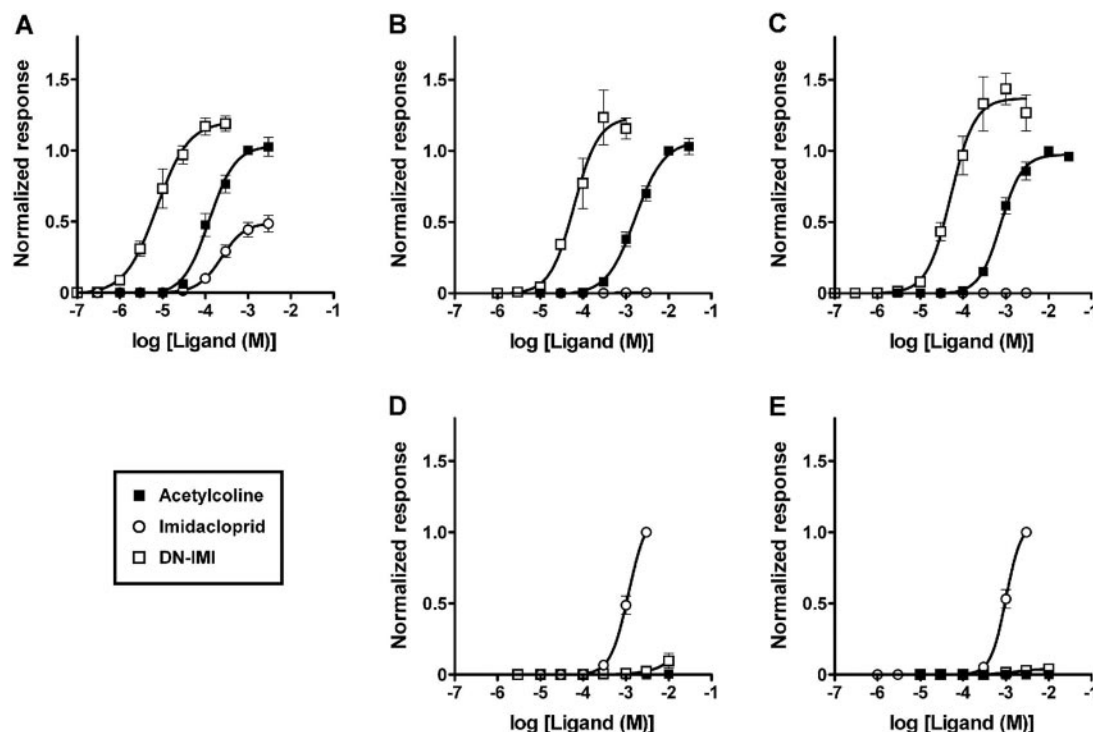 A
B
C
Normalized response
1.5
1.0
0.5
0
-7 -6 -5 -4 -3 -2 -1
log [Ligand (M)]
Normalized response
1.5
1.0
0.5
0
-7 -6 -5 -4 -3 -2 -1
log [Ligand (M)]
Normalized response
1.5
1.0
0.5
0
-7 -6 -5 -4 -3 -2 -1
log [Ligand (M)]
Acetylcoline
Imidacloprid
DN-IMI
D
E
Normalized response
1.5
1.0
0.5
0
-7 -6 -5 -4 -3 -2 -1
log [Ligand (M)]
Normalized response
1.5
1.0
0.5
0
-7 -6 -5 -4 -3 -2 -1
log [Ligand (M)]